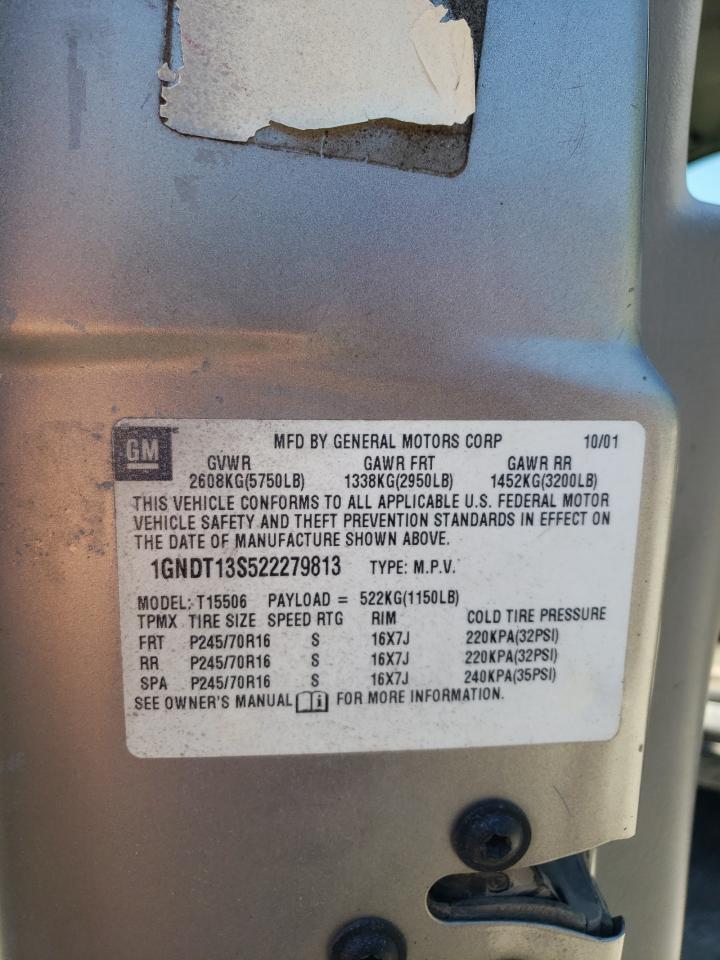 GM MFD BY GENERAL MOTORS CORP 10/01
GVWR GAWR FRT GAWR RR
2608KG(5750LB) 1338KG(2950LB) 1452KG(3200LB)
THIS VEHICLE CONFORMS TO ALL APPLICABLE U.S. FEDERAL MOTOR
VEHICLE SAFETY AND THEFT PREVENTION STANDARDS IN EFFECT ON
THE DATE OF MANUFACTURE SHOWN ABOVE.
1GNDT13S522279813 TYPE: M.P.V.
MODEL: T15506 PAYLOAD = 522KG(1150LB)
TPMX TIRE SIZE SPEED RTG RIM COLD TIRE PRESSURE
FRT P245/70R16 S 16X7J 220KPA(32PSI)
RR P245/70R16 S 16X7J 220KPA(32PSI)
SPA P245/70R16 S 16X7J 240KPA(35PSI)
SEE OWNER'S MANUAL i FOR MORE INFORMATION.